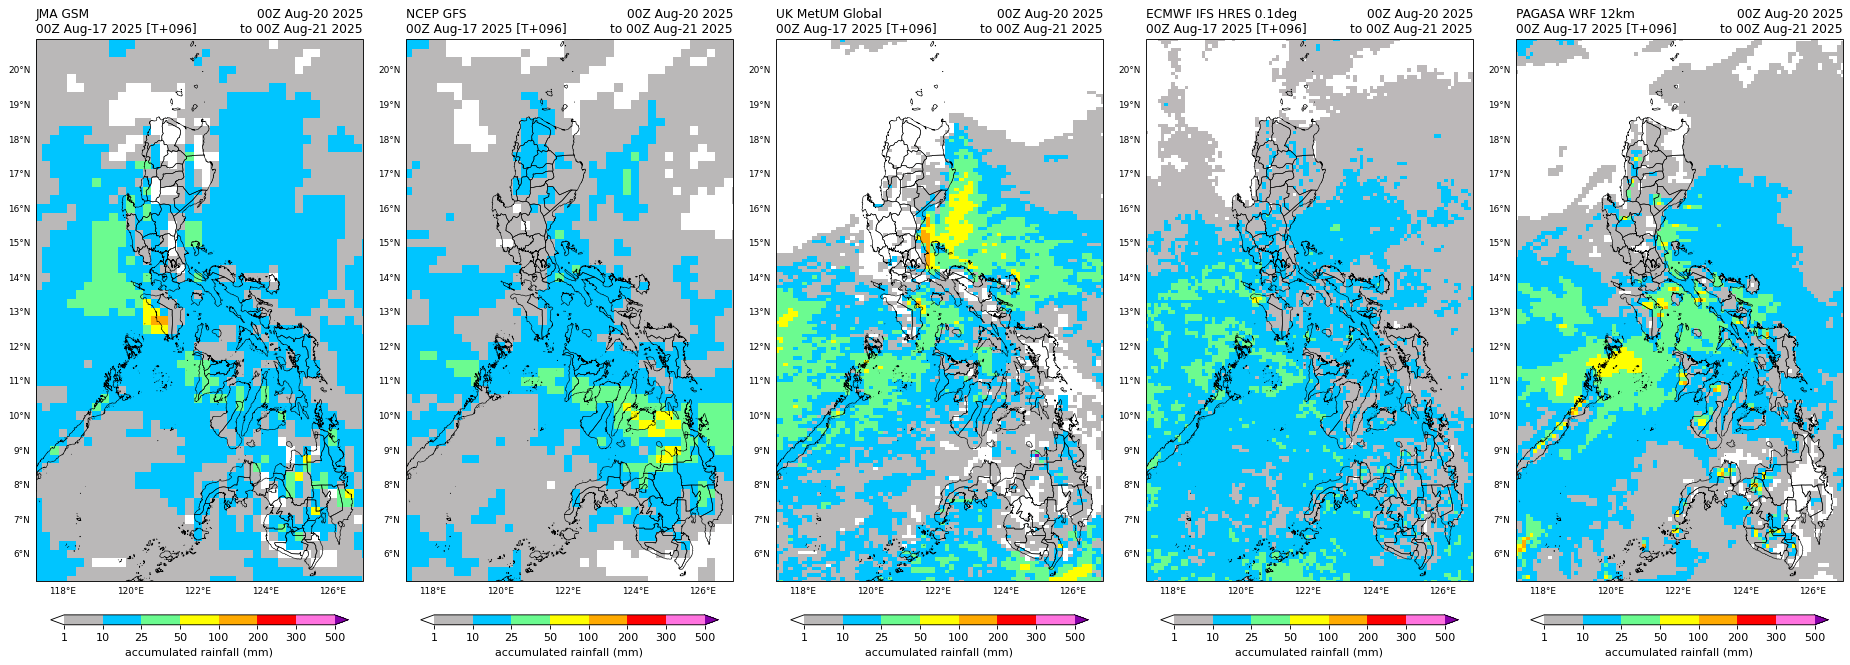 JMA GSM 00Z Aug-20 2025
00Z Aug-17 2025 [T+096] to 00Z Aug-21 2025
20°N
19°N
18°N
17°N
16°N
15°N
14°N
13°N
12°N
11°N
10°N
9°N
8°N
7°N
6°N
118°E 120°E 122°E 124°E 126°E
1 10 25 50 100 200 300 500
accumulated rainfall (mm)
NCEP GFS 00Z Aug-20 2025
00Z Aug-17 2025 [T+096] to 00Z Aug-21 2025
20°N
19°N
18°N
17°N
16°N
15°N
14°N
13°N
12°N
11°N
10°N
9°N
8°N
7°N
6°N
118°E 120°E 122°E 124°E 126°E
1 10 25 50 100 200 300 500
accumulated rainfall (mm)
UK MetUM Global 00Z Aug-20 2025
00Z Aug-17 2025 [T+096] to 00Z Aug-21 2025
20°N
19°N
18°N
17°N
16°N
15°N
14°N
13°N
12°N
11°N
10°N
9°N
8°N
7°N
6°N
118°E 120°E 122°E 124°E 126°E
1 10 25 50 100 200 300 500
accumulated rainfall (mm)
ECMWF IFS HRES 0.1deg 00Z Aug-20 2025
00Z Aug-17 2025 [T+096] to 00Z Aug-21 2025
20°N
19°N
18°N
17°N
16°N
15°N
14°N
13°N
12°N
11°N
10°N
9°N
8°N
7°N
6°N
118°E 120°E 122°E 124°E 126°E
1 10 25 50 100 200 300 500
accumulated rainfall (mm)
PAGASA WRF 12km 00Z Aug-20 2025
00Z Aug-17 2025 [T+096] to 00Z Aug-21 2025
20°N
19°N
18°N
17°N
16°N
15°N
14°N
13°N
12°N
11°N
10°N
9°N
8°N
7°N
6°N
118°E 120°E 122°E 124°E 126°E
1 10 25 50 100 200 300 500
accumulated rainfall (mm)